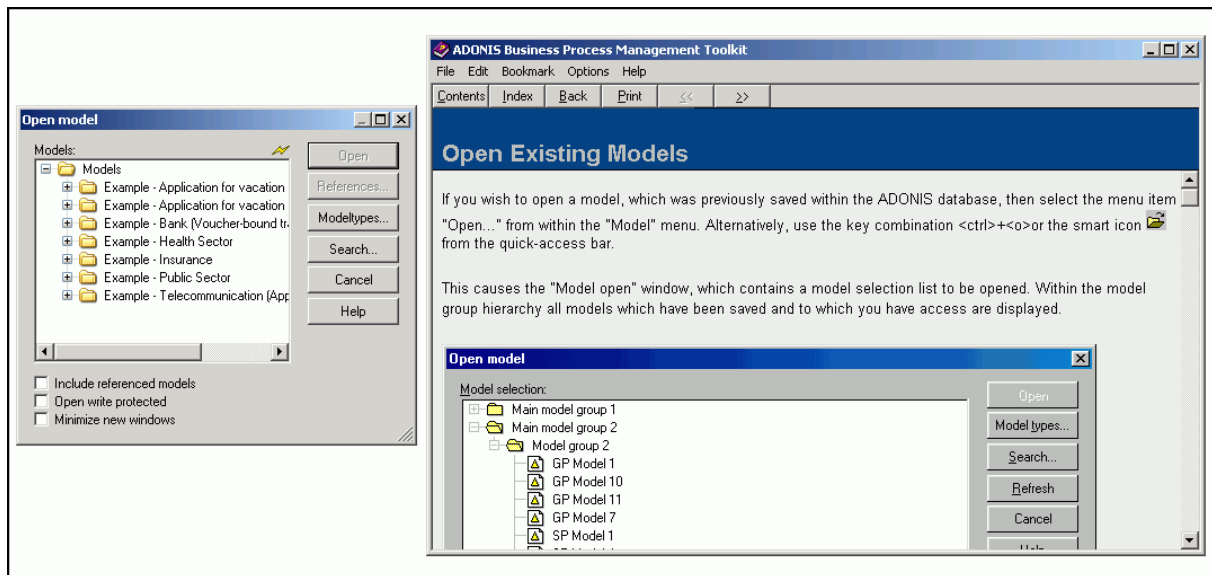 Open model
Models:
Models
Example - Application for vacation
Example - Application for vacation
Example - Bank (Voucher-bound tr
Example - Health Sector
Example - Insurance
Example - Public Sector
Example - Telecommunication (App
Open
References...
Modeltypes...
Search...
Cancel
Help
Include referenced models
Open write protected
Minimize new windows
ADONIS Business Process Management Toolkit
File Edit Bookmark Options Help
Contents Index Back Print << >>
Open Existing Models
If you wish to open a model, which was previously saved within the ADONIS database, then select the menu item
"Open..." from within the "Model" menu. Alternatively, use the key combination <ctrl>+<o>or the smart icon
from the quick-access bar.
This causes the "Model open" window, which contains a model selection list to be opened. Within the model
group hierarchy all models which have been saved and to which you have access are displayed.
Open model
Model selection:
Main model group 1
Main model group 2
Model group 2
GP Model 1
GP Model 10
GP Model 11
GP Model 7
SP Model 1
Open
Model types...
Search...
Refresh
Cancel